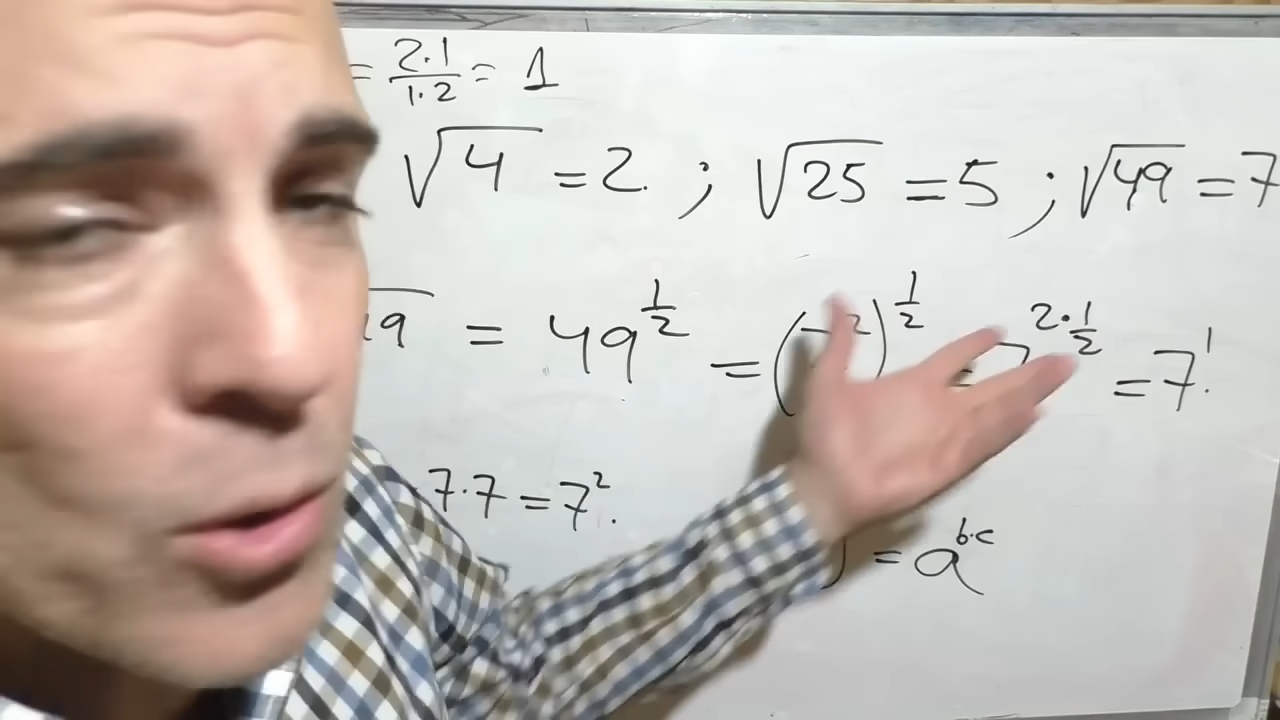 = 2·1/1·2 = 1
√4 = 2. ; √25 = 5 ; √49 = 7
= 49^1/2 = ( ²)^1/2 = 7^2·1/2 = 7^1.
7·7 = 7².
) = a^b·c